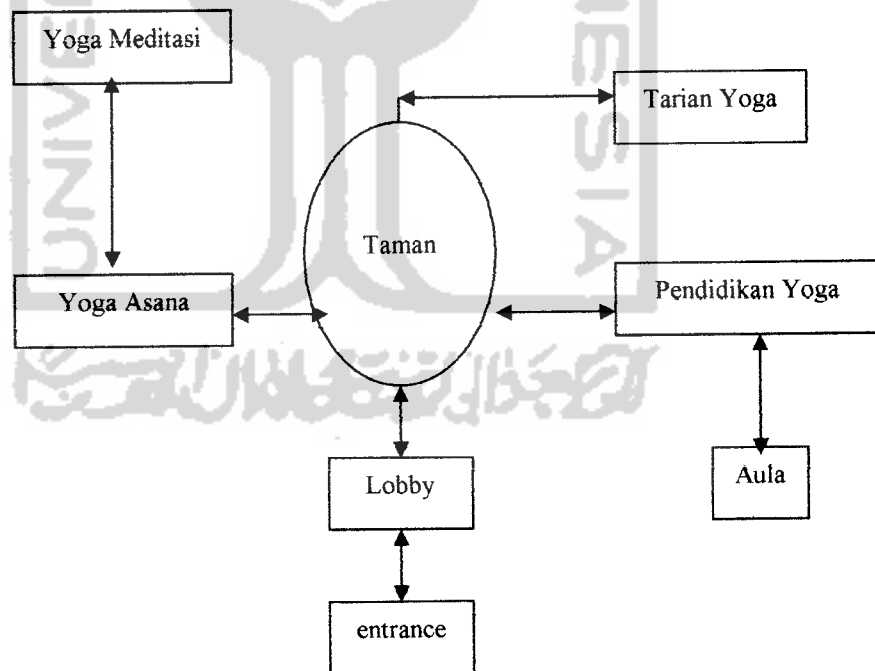 Yoga Meditasi
Tarian Yoga
Taman
Yoga Asana
Pendidikan Yoga
Lobby
Aula
entrance